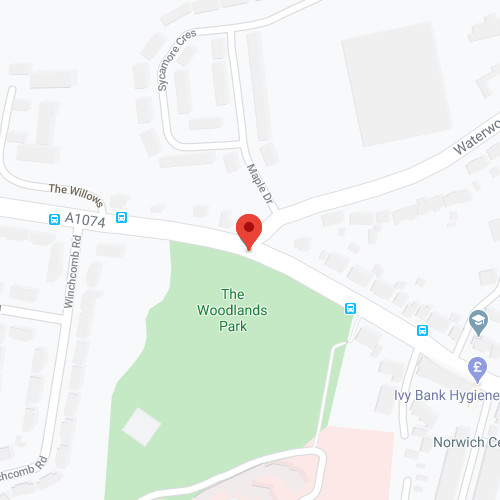 Sycamore Cres
Waterwo
Maple Dr
The Willows
A1074
Winchcomb Rd
The
Woodlands
Park
£
Ivy Bank Hygiene
Norwich Ce
chcomb Rd